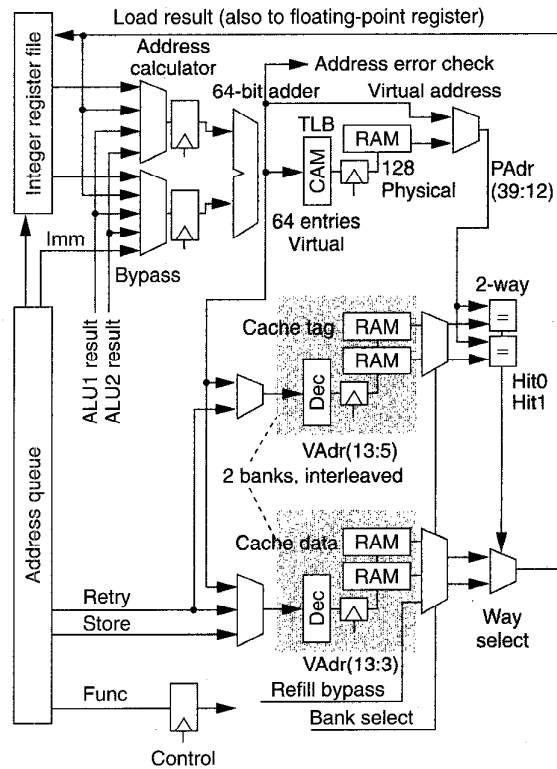 Load result (also to floating-point register)
Integer register file
Address
calculator
Address error check
64-bit adder
Virtual address
TLB
CAM
RAM
128
Physical
PAdr
(39:12)
64 entries
Virtual
Imm
Bypass
ALU1 result
ALU2 result
2-way
Cache tag
RAM
RAM
=
=
Dec
Hit0
Hit1
VAdr(13:5)
2 banks, interleaved
Address queue
Cache data
RAM
RAM
Dec
Retry
Store
Way
select
VAdr(13:3)
Func
Refill bypass
Bank select
Control